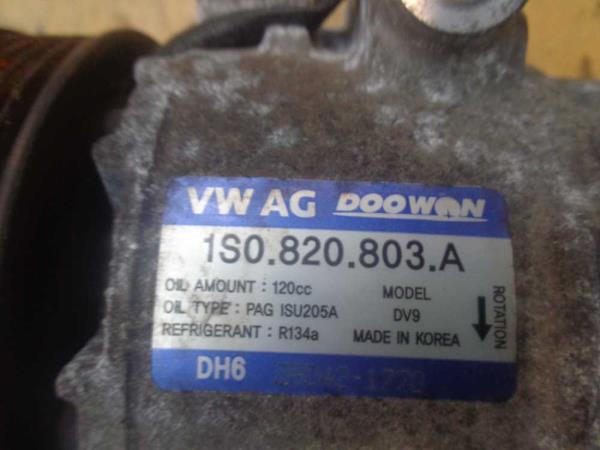 VW AG DOOWON
1S0.820.803.A
OIL AMOUNT : 120cc MODEL
OIL TYPE : PAG ISU205A DV9
REFRIGERANT : R134a MADE IN KOREA
ROTATION
DH6